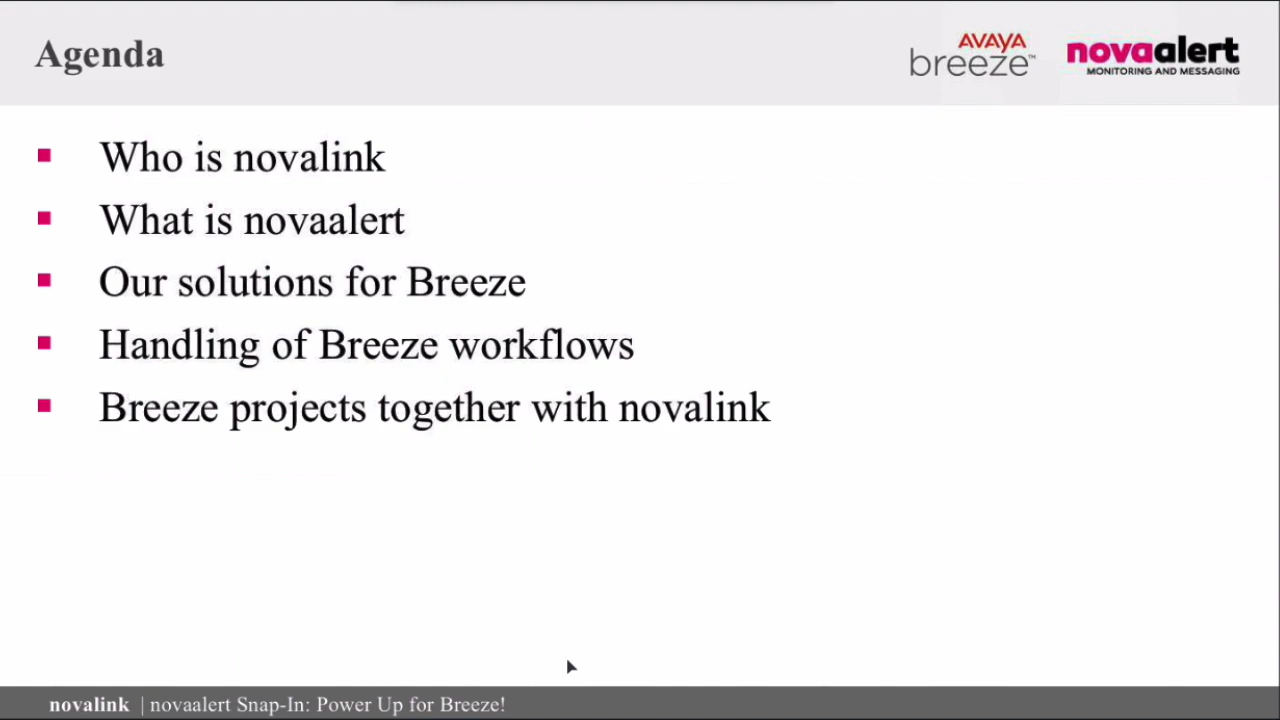 Agenda
AVAYA
breeze™
novaalert
MONITORING AND MESSAGING
Who is novalink
What is novaalert
Our solutions for Breeze
Handling of Breeze workflows
Breeze projects together with novalink
novalink | novaalert Snap-In: Power Up for Breeze!